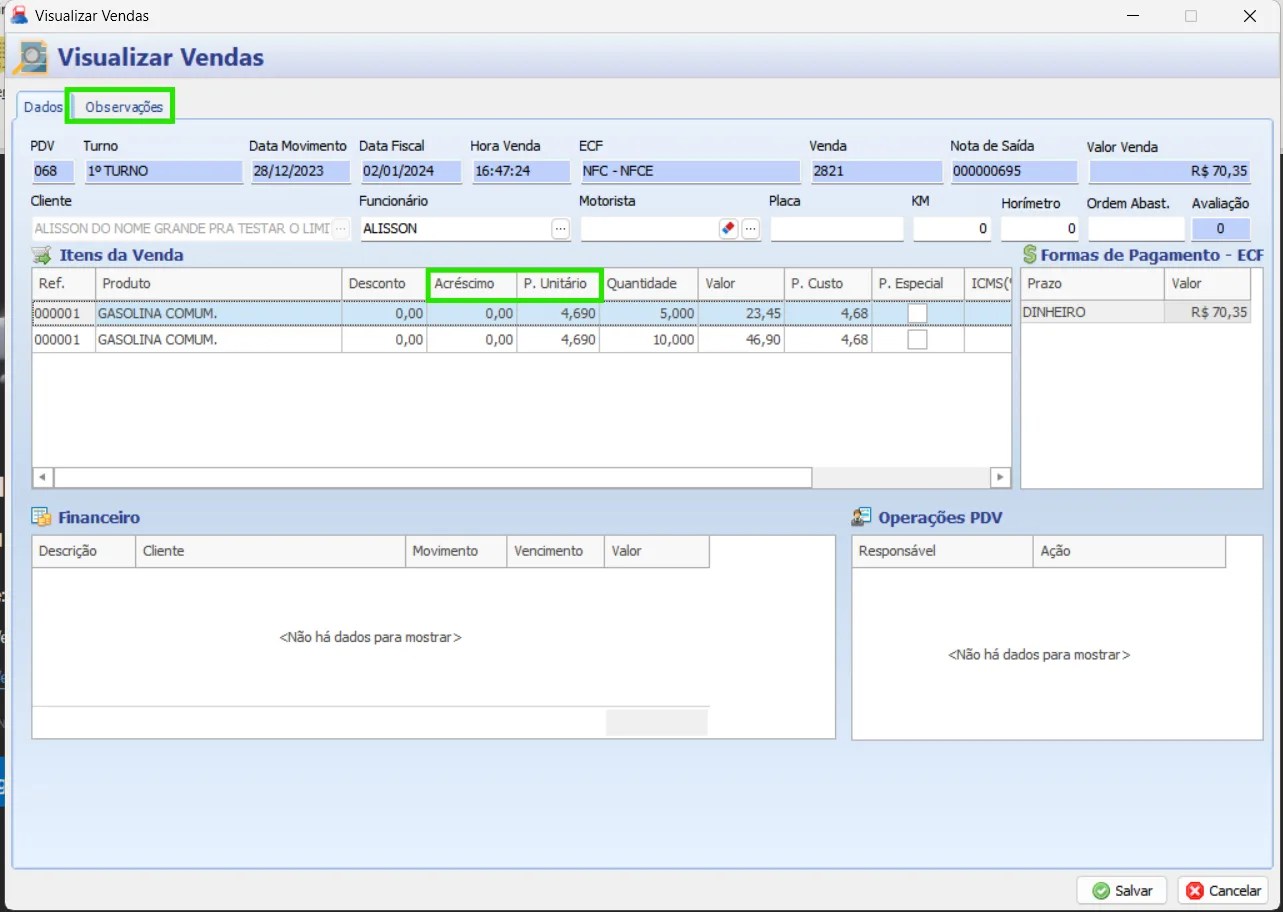 Visualizar Vendas
Visualizar Vendas
Dados Observações
PDV Turno Data Movimento Data Fiscal Hora Venda ECF Venda Nota de Saída Valor Venda
068 1º TURNO 28/12/2023 02/01/2024 16:47:24 NFC - NFCE 2821 000000695 R$ 70,35
Cliente Funcionário Motorista Placa KM Horímetro Ordem Abast. Avaliação
ALISSON DO NOME GRANDE PRA TESTAR O LIMI ... ALISSON ... ... 0 0 0
Itens da Venda Formas de Pagamento - ECF
Ref. Produto Desconto Acréscimo P. Unitário Quantidade Valor P. Custo P. Especial ICMS(% Prazo Valor
000001 GASOLINA COMUM. 0,00 0,00 4,690 5,000 23,45 4,68 DINHEIRO R$ 70,35
000001 GASOLINA COMUM. 0,00 0,00 4,690 10,000 46,90 4,68
Financeiro Operações PDV
Descrição Cliente Movimento Vencimento Valor Responsável Ação
<Não há dados para mostrar>
<Não há dados para mostrar>
Salvar Cancelar